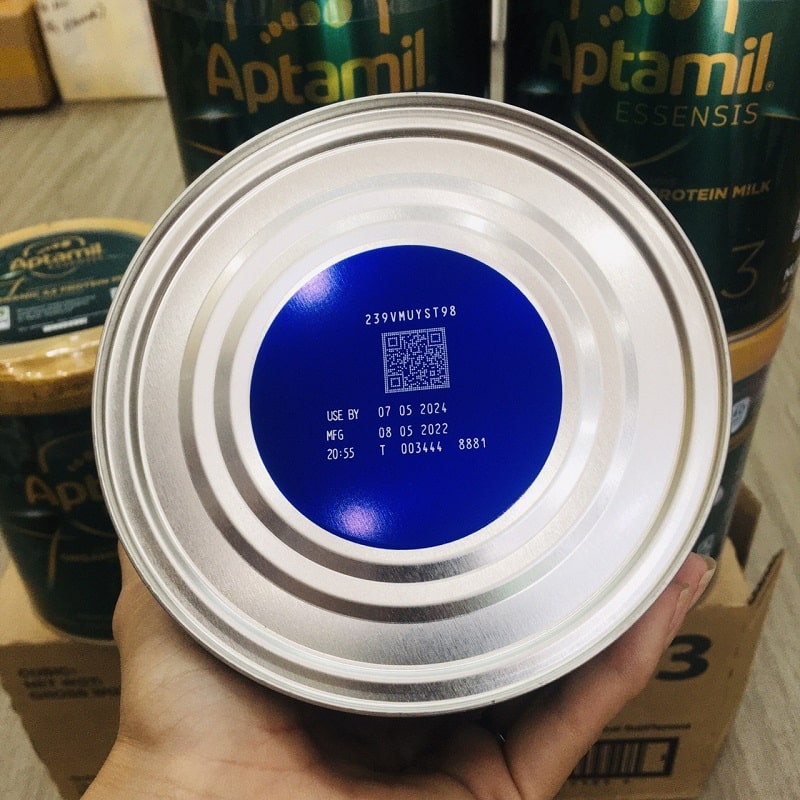 Aptamil
Aptamil
ESSENSIS
PROTEIN MILK
3
Aptamil
239VMUYST98
USE BY 07 05 2024
MFG 08 05 2022
20:55 T 003444 8881
3